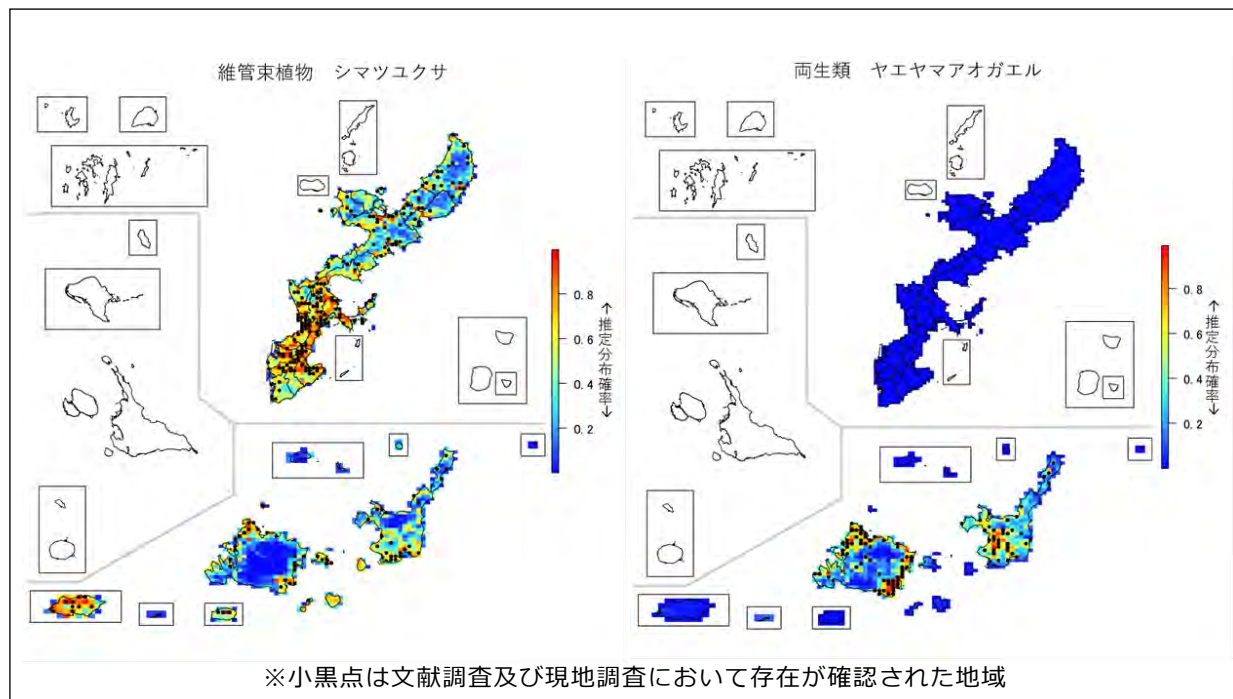 維管束植物　シマツユクサ
両生類　ヤエヤマアオガエル
0.8
0.6
0.4
0.2
↑推定分布確率↓
0.8
0.6
0.4
0.2
↑推定分布確率↓
※小黒点は文献調査及び現地調査において存在が確認された地域